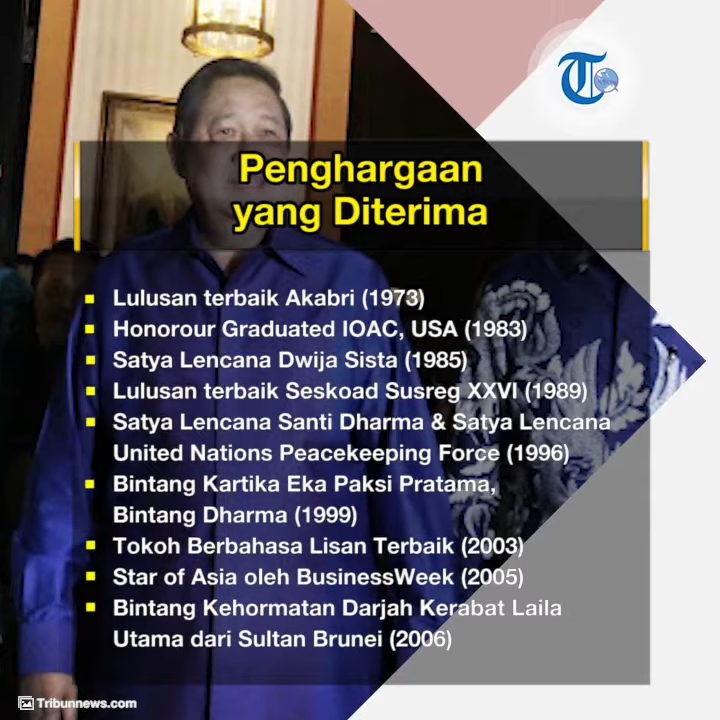 T
Penghargaan
yang Diterima
Lulusan terbaik Akabri (1973)
Honorour Graduated IOAC, USA (1983)
Satya Lencana Dwija Sista (1985)
Lulusan terbaik Seskoad Susreg XXVI (1989)
Satya Lencana Santi Dharma & Satya Lencana
United Nations Peacekeeping Force (1996)
Bintang Kartika Eka Paksi Pratama,
Bintang Dharma (1999)
Tokoh Berbahasa Lisan Terbaik (2003)
Star of Asia oleh BusinessWeek (2005)
Bintang Kehormatan Darjah Kerabat Laila
Utama dari Sultan Brunei (2006)
Tribunnews.com